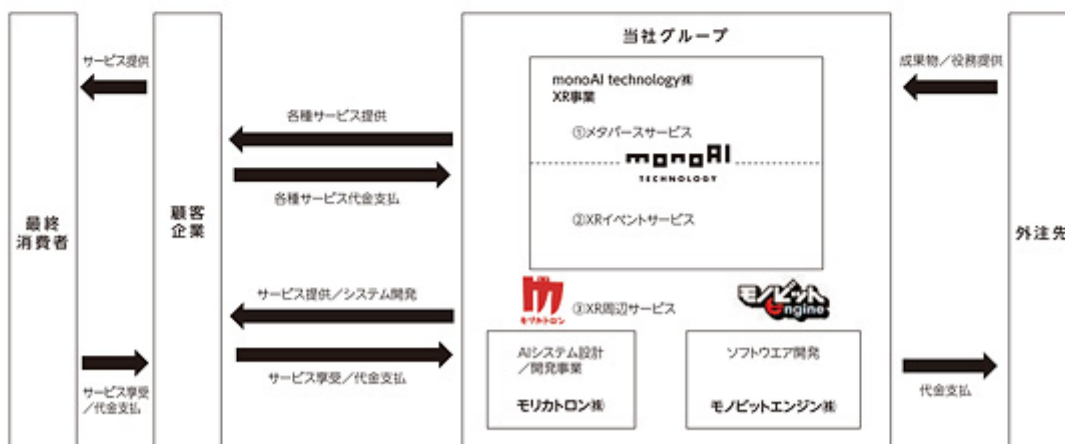 サービス提供
サービス享受
/代金支払
最終
消費者
顧客
企業
各種サービス提供
各種サービス代金支払
サービス提供/システム開発
サービス享受/代金支払
当社グループ
monoAI technology㈱
XR事業
①メタバースサービス
monoAI
TECHNOLOGY
②XRイベントサービス
モリカトロン
③XR周辺サービス
モノビット
Engine
AIシステム設計
/開発事業
モリカトロン㈱
ソフトウエア開発
モノビットエンジン㈱
成果物/役務提供
代金支払
外注先